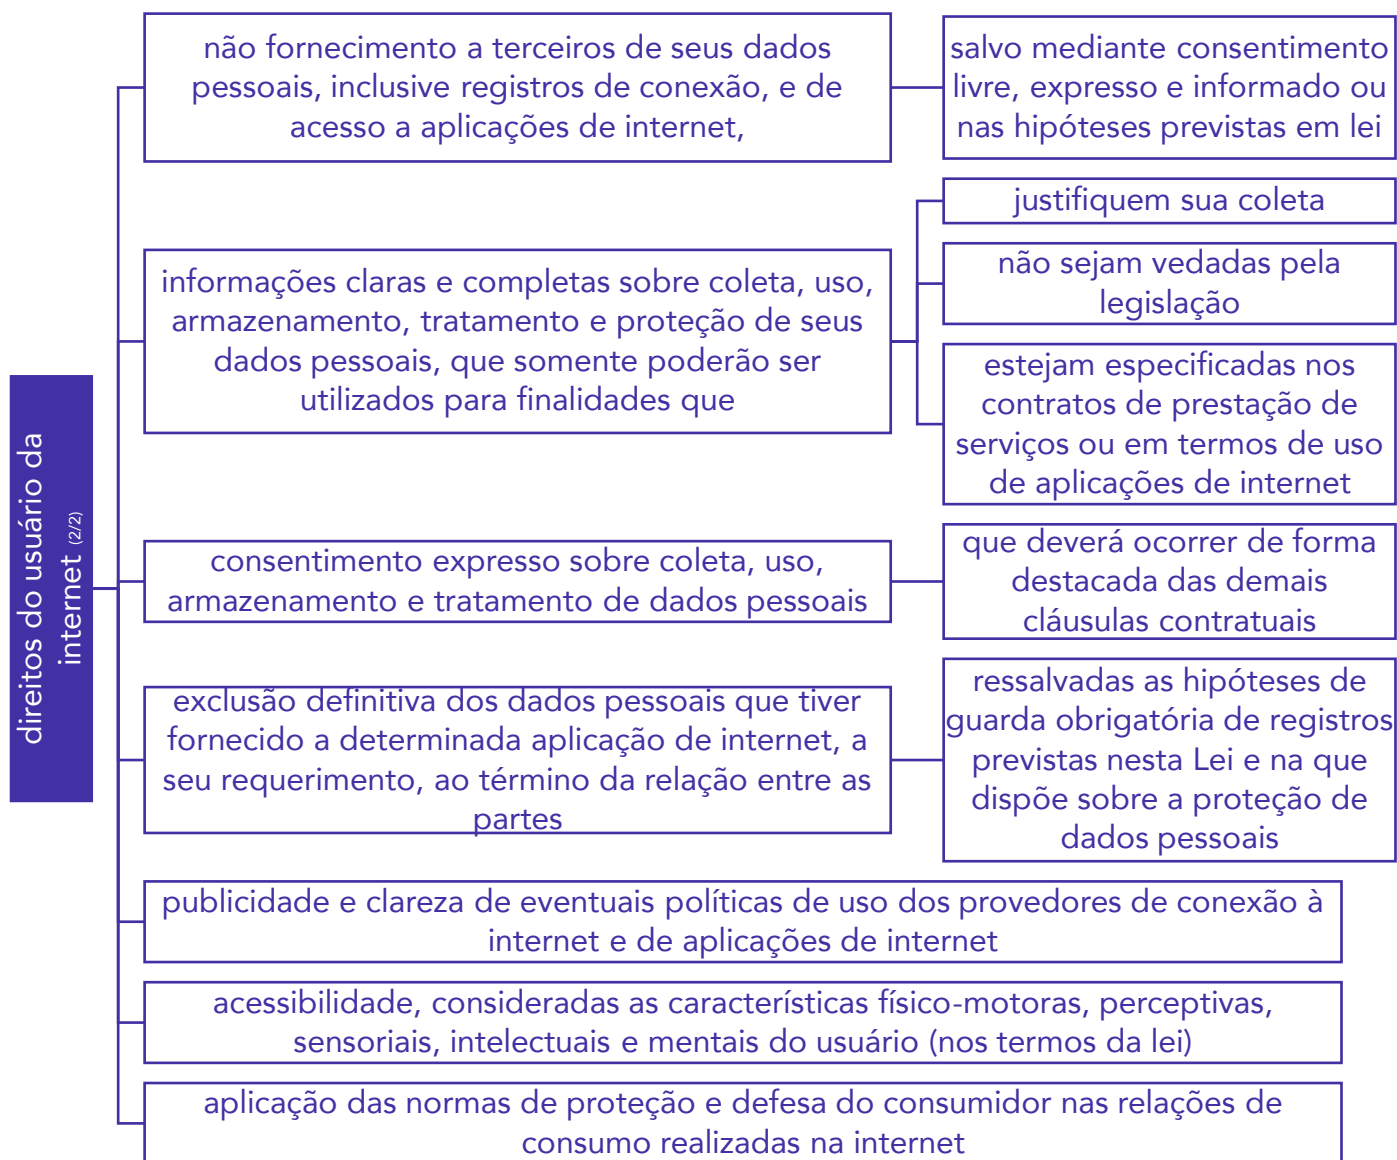 direitos do usuário da
internet (2/2)
não fornecimento a terceiros de seus dados
pessoais, inclusive registros de conexão, e de
acesso a aplicações de internet,
salvo mediante consentimento
livre, expresso e informado ou
nas hipóteses previstas em lei
informações claras e completas sobre coleta, uso,
armazenamento, tratamento e proteção de seus
dados pessoais, que somente poderão ser
utilizados para finalidades que
justifiquem sua coleta
não sejam vedadas pela
legislação
estejam especificadas nos
contratos de prestação de
serviços ou em termos de uso
de aplicações de internet
consentimento expresso sobre coleta, uso,
armazenamento e tratamento de dados pessoais
que deverá ocorrer de forma
destacada das demais
cláusulas contratuais
exclusão definitiva dos dados pessoais que tiver
fornecido a determinada aplicação de internet, a
seu requerimento, ao término da relação entre as
partes
ressalvadas as hipóteses de
guarda obrigatória de registros
previstas nesta Lei e na que
dispõe sobre a proteção de
dados pessoais
publicidade e clareza de eventuais políticas de uso dos provedores de conexão à
internet e de aplicações de internet
acessibilidade, consideradas as características físico-motoras, perceptivas,
sensoriais, intelectuais e mentais do usuário (nos termos da lei)
aplicação das normas de proteção e defesa do consumidor nas relações de
consumo realizadas na internet